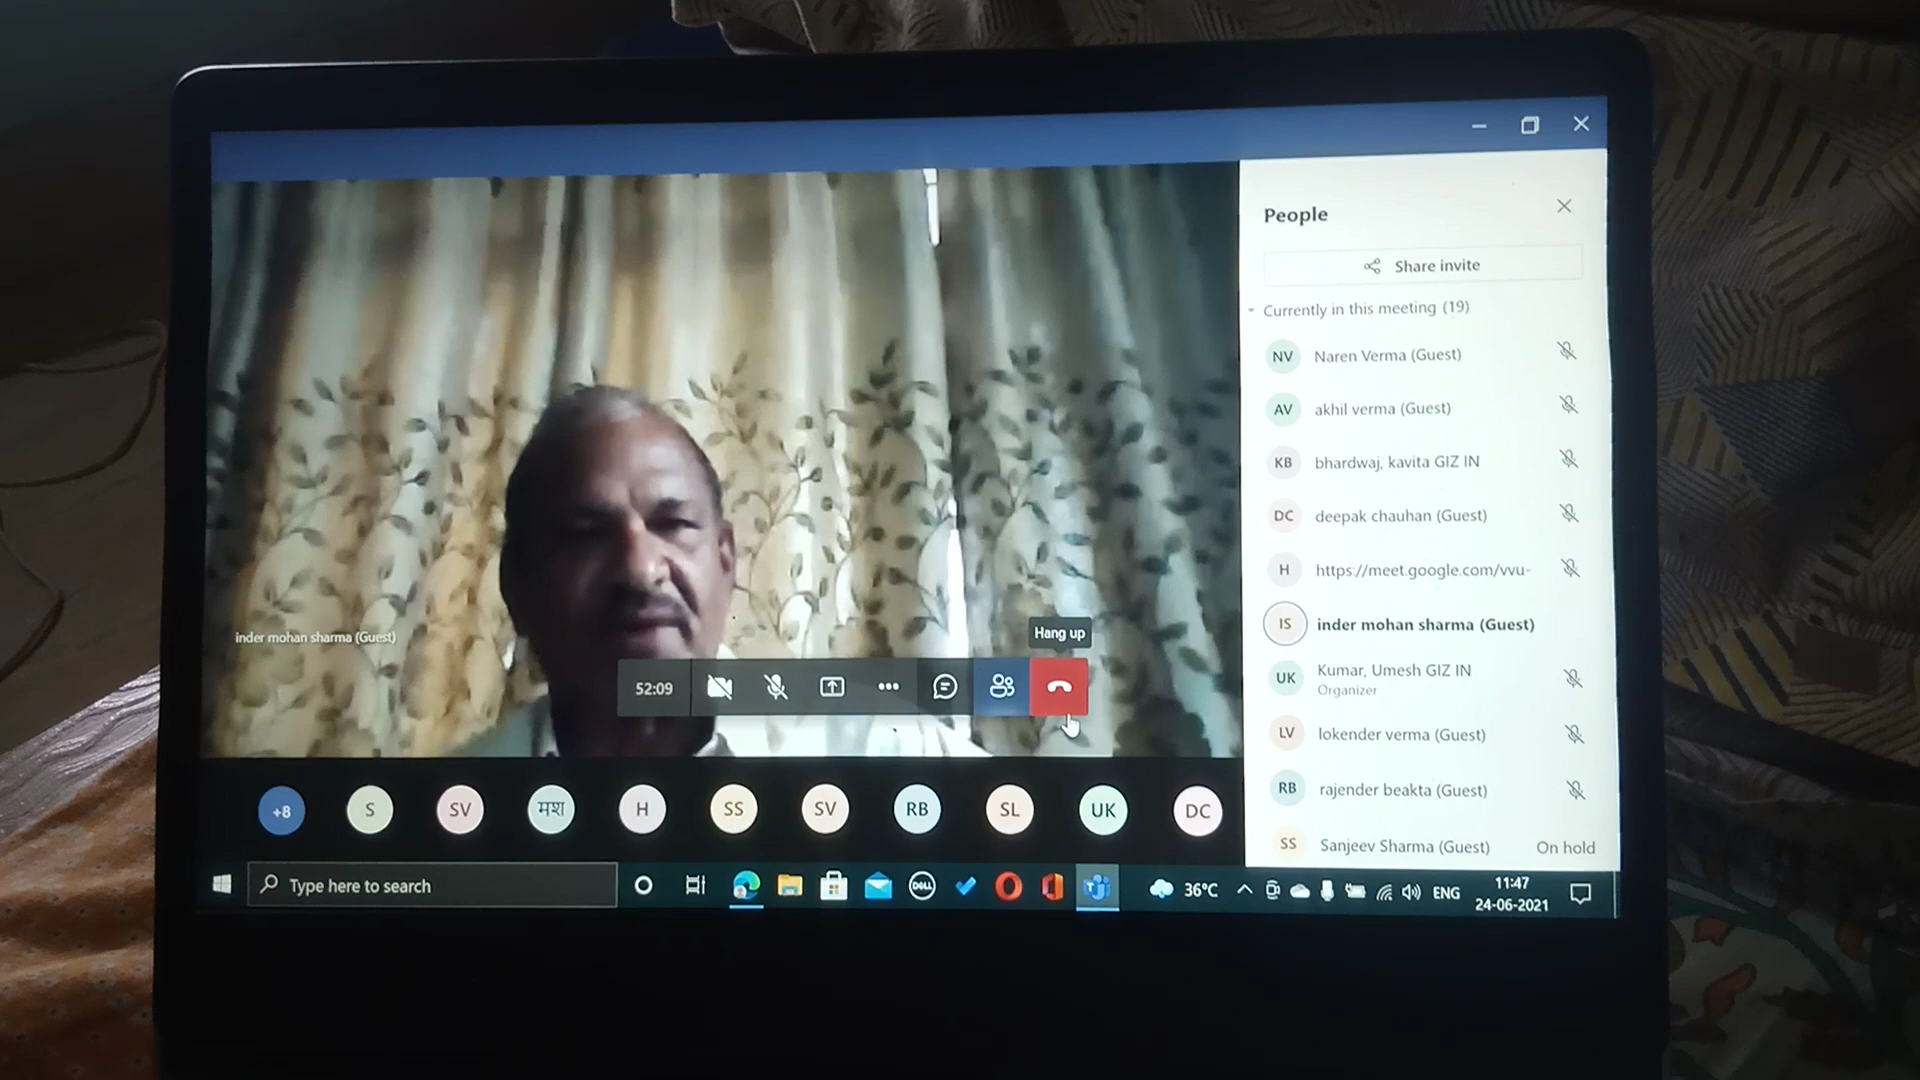 People
Share invite
Currently in this meeting (19)
NV Naren Verma (Guest)
AV akhil verma (Guest)
KB bhardwaj, kavita GIZ IN
DC deepak chauhan (Guest)
H https://meet.google.com/vvu-
IS inder mohan sharma (Guest)
UK Kumar, Umesh GIZ IN
Organizer
LV lokender verma (Guest)
RB rajender beakta (Guest)
SS Sanjeev Sharma (Guest) On hold
inder mohan sharma (Guest)
Hang up
52:09
+8 S SV मश H SS SV RB SL UK DC
Type here to search
DELL
36°C
ENG
11:47
24-06-2021